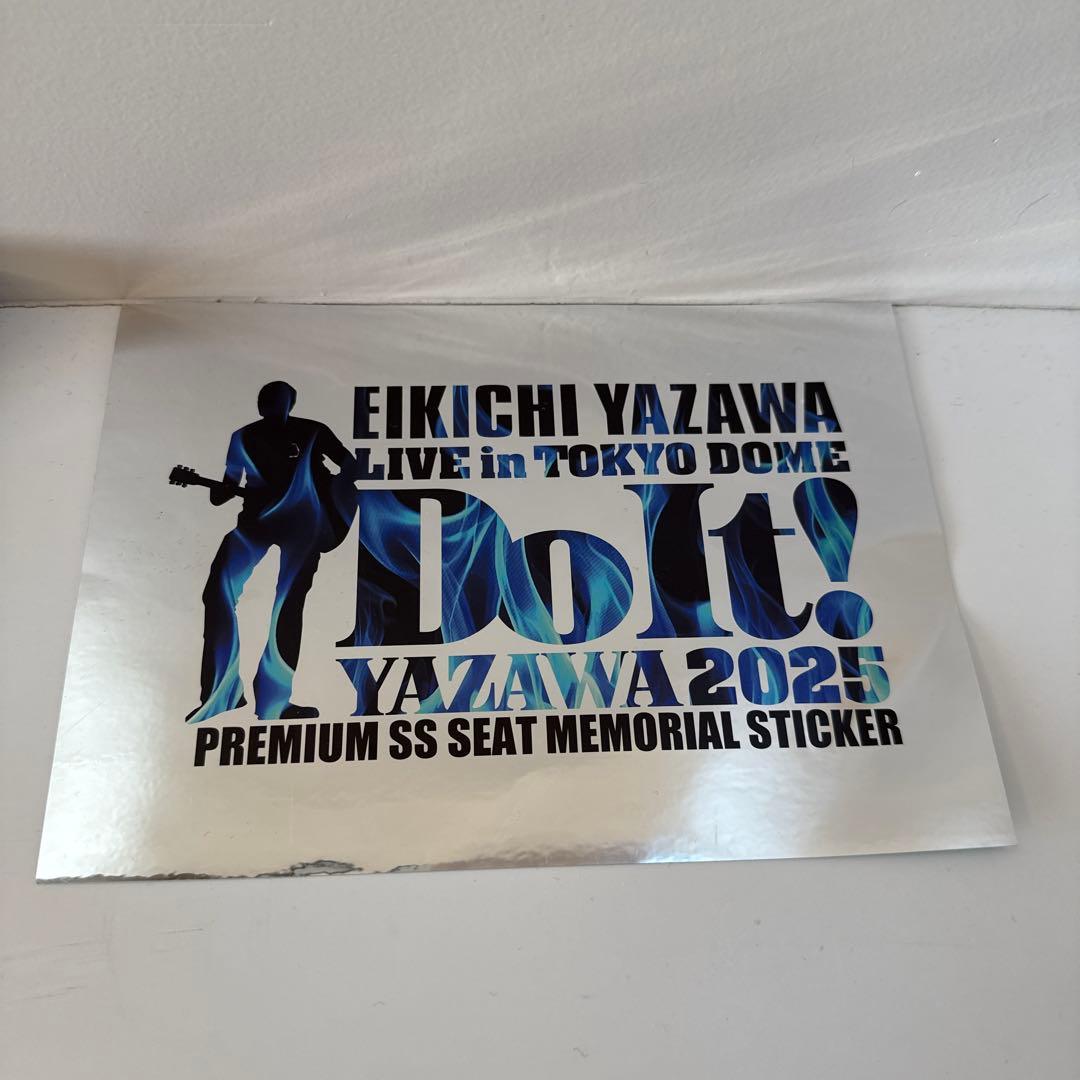 EIKICHI YAZAWA
LIVE in TOKYO DOME
Do It!
YAZAWA 2025
PREMIUM SS SEAT MEMORIAL STICKER